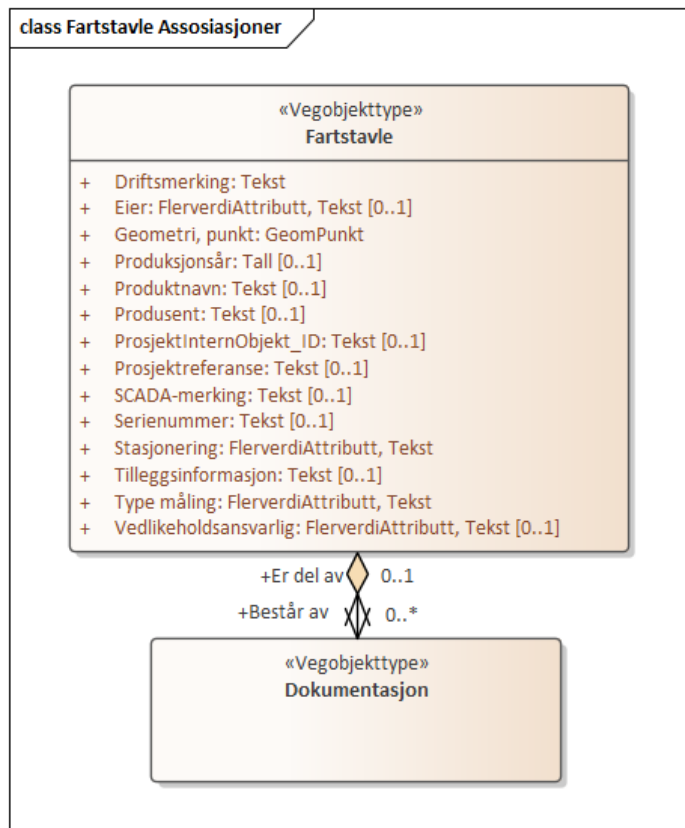 class Fartstavle Assosiasjoner
«Vegobjekttype»
Fartstavle
+ Driftsmerking: Tekst
+ Eier: FlerverdiAttributt, Tekst [0..1]
+ Geometri, punkt: GeomPunkt
+ Produksjonsår: Tall [0..1]
+ Produktnavn: Tekst [0..1]
+ Produsent: Tekst [0..1]
+ ProsjektInternObjekt_ID: Tekst [0..1]
+ Prosjektreferanse: Tekst [0..1]
+ SCADA-merking: Tekst [0..1]
+ Serienummer: Tekst [0..1]
+ Stasjonering: FlerverdiAttributt, Tekst
+ Tilleggsinformasjon: Tekst [0..1]
+ Type måling: FlerverdiAttributt, Tekst
+ Vedlikeholdsansvarlig: FlerverdiAttributt, Tekst [0..1]
+Er del av 0..1
+Består av 0..*
«Vegobjekttype»
Dokumentasjon